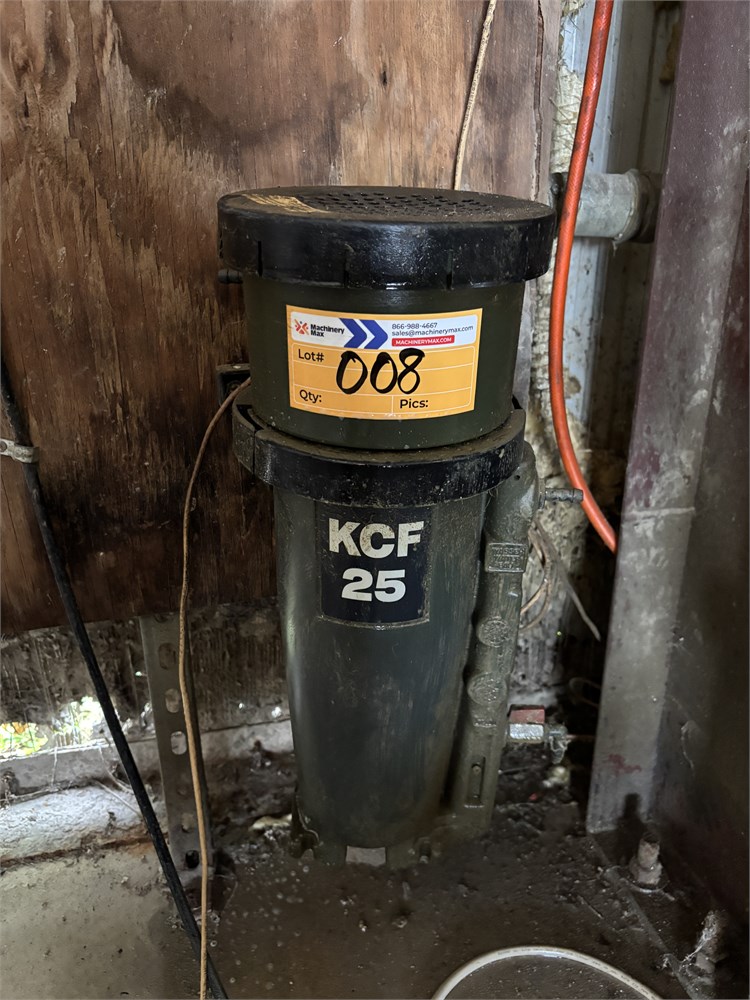 Machinery
Max
866-988-4667
sales@machinerymax.com
MACHINERYMAX.COM
Lot# 008
Qty:
Pics:
KCF
25